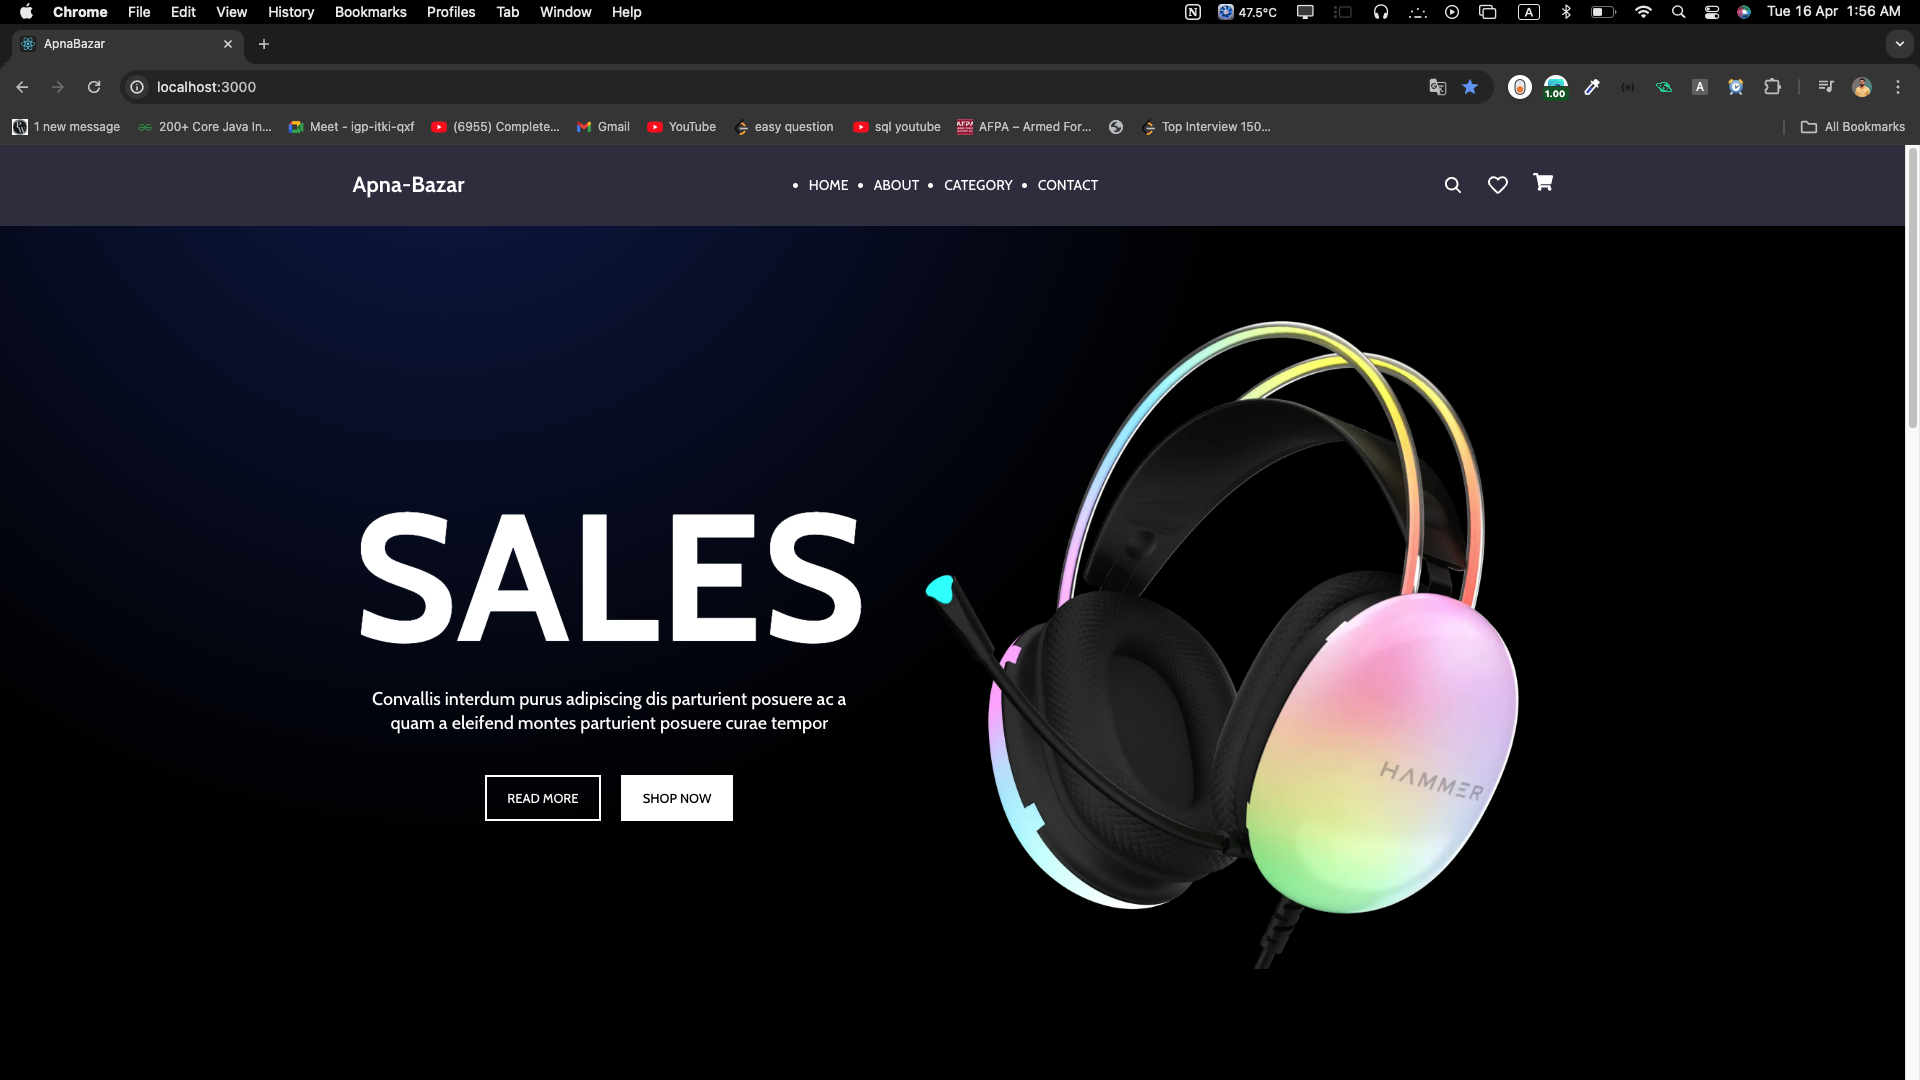 Chrome File Edit View History Bookmarks Profiles Tab Window Help 47.5°C A Tue 16 Apr 1:56 AM
ApnaBazar
localhost:3000
1.00
A
1 new message 200+ Core Java In... Meet - igp-itki-qxf (6955) Complete... Gmail YouTube easy question sql youtube AFPA – Armed For... Top Interview 150... All Bookmarks
Apna-Bazar HOME ABOUT CATEGORY CONTACT
SALES
Convallis interdum purus adipiscing dis parturient posuere ac a
quam a eleifend montes parturient posuere curae tempor
READ MORE SHOP NOW
HAMMER